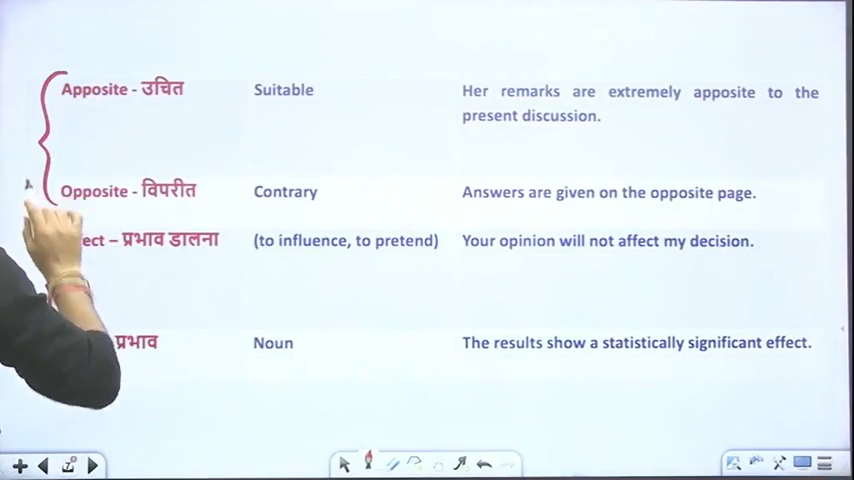 Apposite - उचित Suitable Her remarks are extremely apposite to the
present discussion.
Opposite - विपरीत Contrary Answers are given on the opposite page.
fect – प्रभाव डालना (to influence, to pretend) Your opinion will not affect my decision.
प्रभाव Noun The results show a statistically significant effect.